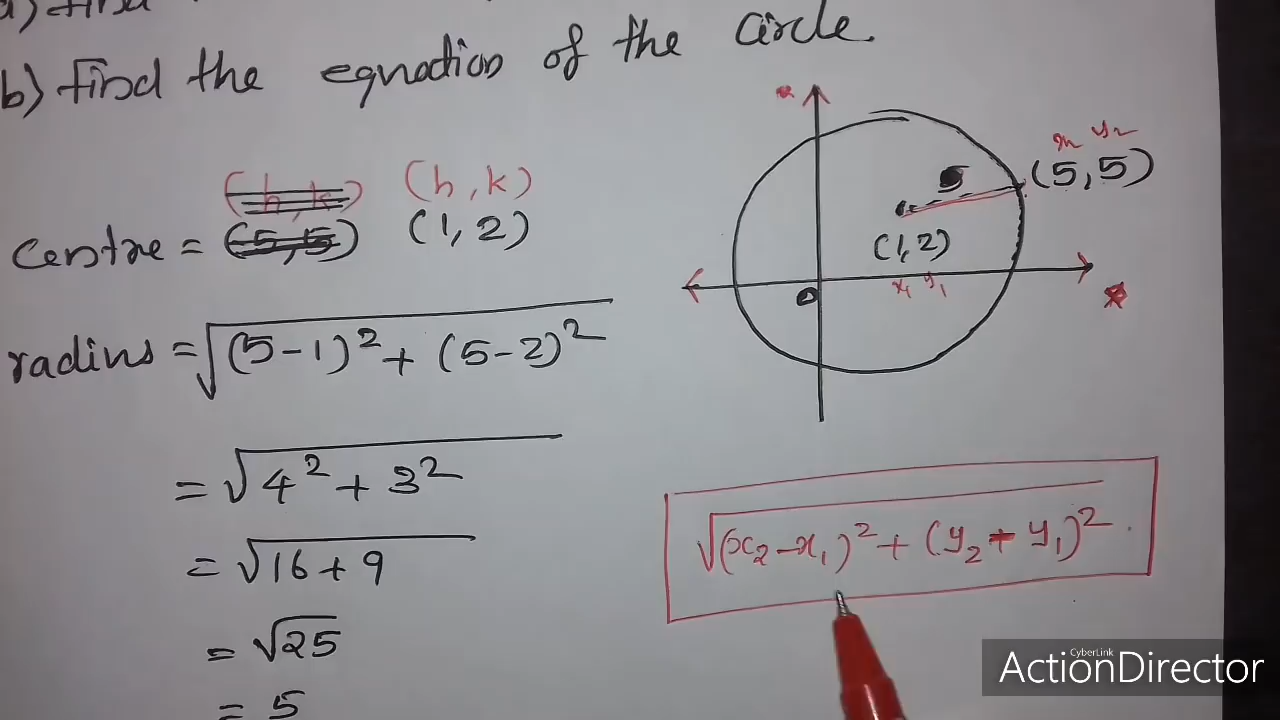 a) Find
b) Find the equation of the circle.
(h, k) (h, k)
Centre = (5, 5) (1, 2)
radius = √(5-1)² + (5-2)²
= √4² + 3²
= √16 + 9
= √25
= 5
y₂
(5, 5)
5
(1, 2)
x₁ y₁
√(x₂-x₁)² + (y₂-y₁)².
CyberLink
ActionDirector